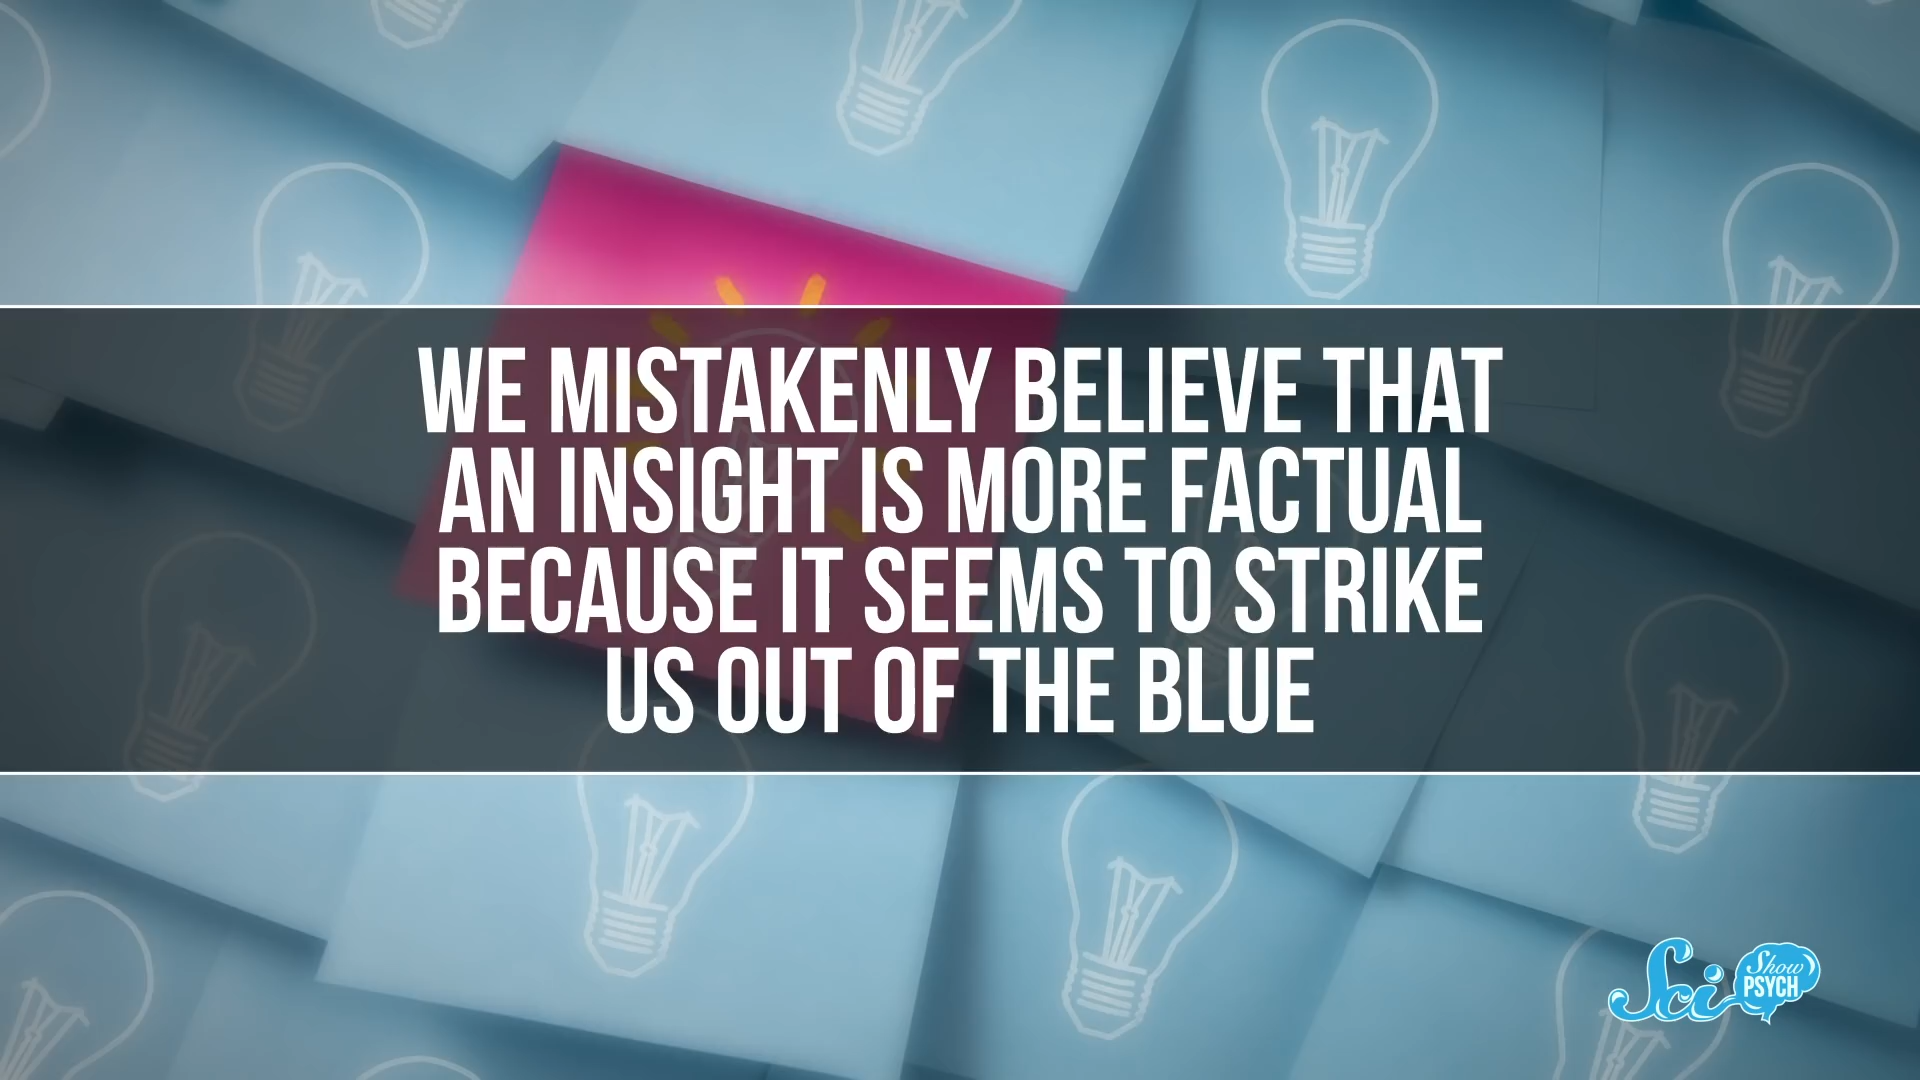 WE MISTAKENLY BELIEVE THAT
AN INSIGHT IS MORE FACTUAL
BECAUSE IT SEEMS TO STRIKE
US OUT OF THE BLUE
Sci Show
PSYCH